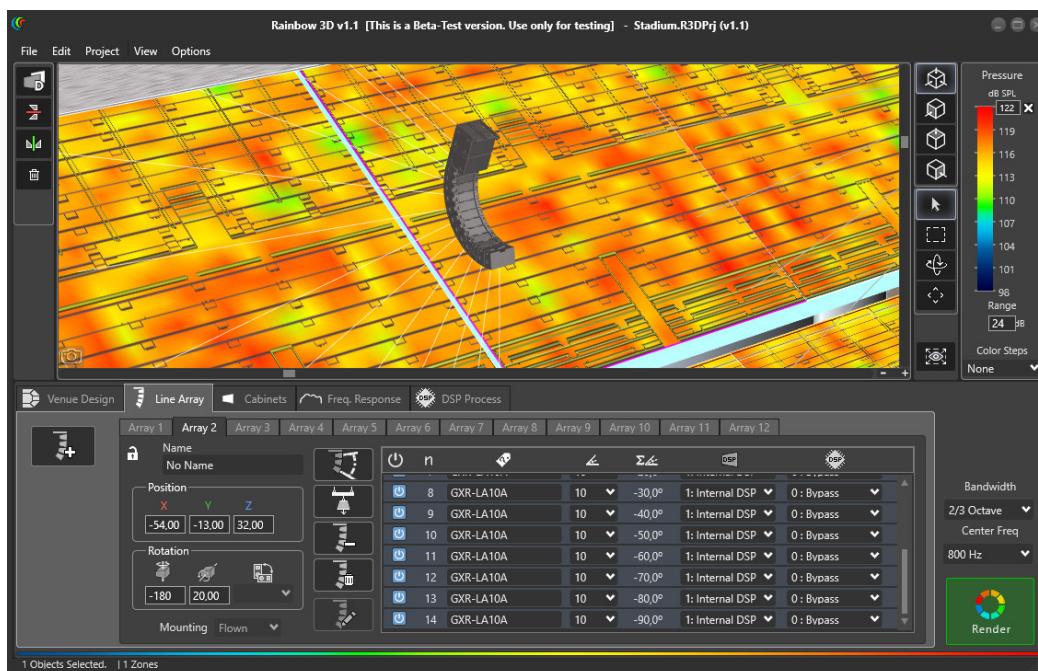 Rainbow 3D v1.1 [This is a Beta-Test version. Use only for testing] - Stadium.R3DPrj (v1.1)
File Edit Project View Options
D
Pressure
dB SPL
122
119
116
113
110
107
104
101
98
Range
24 dB
Color Steps
None
- +
Venue Design Line Array Cabinets Freq. Response DSP DSP Process
Array 1 Array 2 Array 3 Array 4 Array 5 Array 6 Array 7 Array 8 Array 9 Array 10 Array 11 Array 12
Name
No Name
Position
X Y Z
-54,00 -13,00 32,00
Rotation
-180 20,00
Mounting Flown
n Σ DSP DSP
8 GXR-LA10A 10 -30,0º 1: Internal DSP 0 : Bypass
9 GXR-LA10A 10 -40,0º 1: Internal DSP 0 : Bypass
10 GXR-LA10A 10 -50,0º 1: Internal DSP 0 : Bypass
11 GXR-LA10A 10 -60,0º 1: Internal DSP 0 : Bypass
12 GXR-LA10A 10 -70,0º 1: Internal DSP 0 : Bypass
13 GXR-LA10A 10 -80,0º 1: Internal DSP 0 : Bypass
14 GXR-LA10A 10 -90,0º 1: Internal DSP 0 : Bypass
Bandwidth
2/3 Octave
Center Freq
800 Hz
Render
1 Objects Selected. | 1 Zones